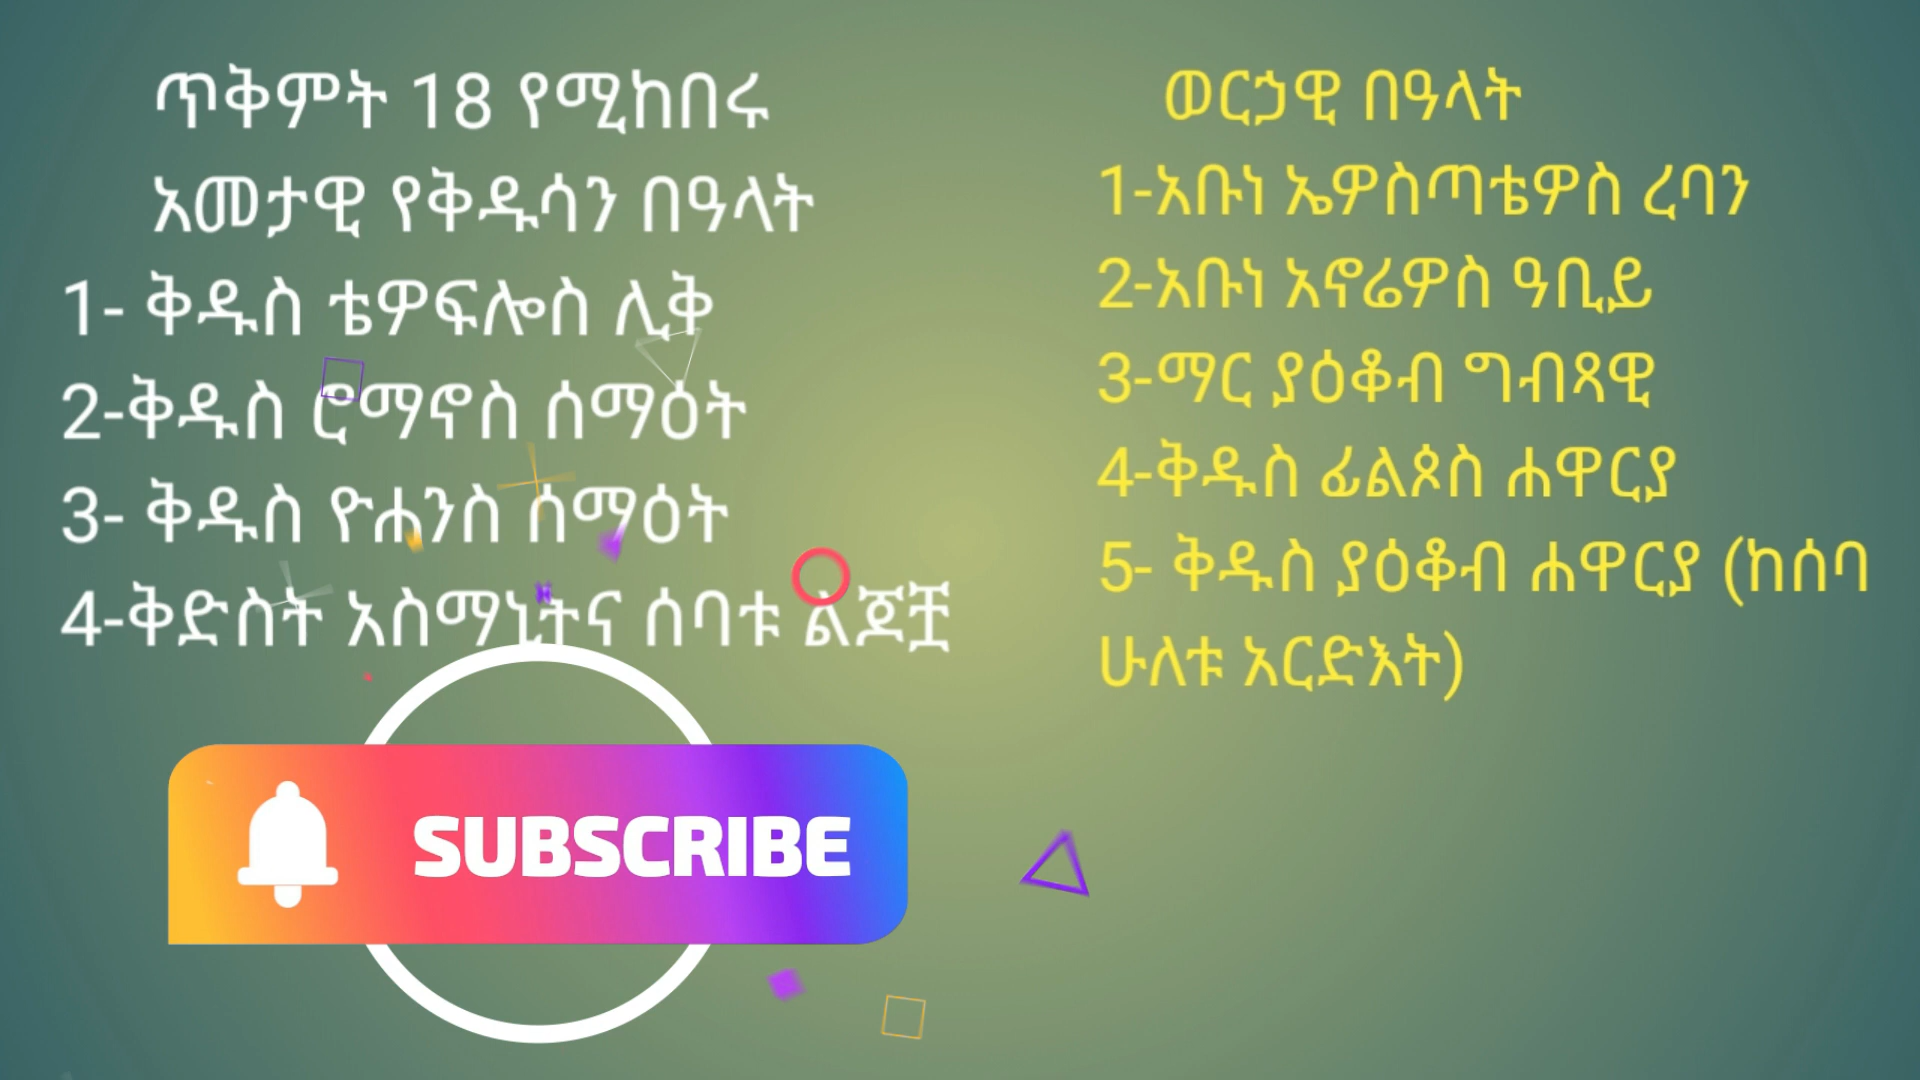 ጥቅምት 18 የሚከበሩ
አመታዊ የቅዱሳን በዓላት
1- ቅዱስ ቴዎፍሎስ ሊቅ
2-ቅዱስ ሮማኖስ ሰማዕት
3- ቅዱስ ዮሐንስ ሰማዕት
4-ቅድስት አስማኒትና ሰባቱ ልጆቿ
SUBSCRIBE
ወርኃዊ በዓላት
1-አቡነ ኤዎስጣቴዎስ ረባን
2-አቡነ አኖሬዎስ ዓቢይ
3-ማር ያዕቆብ ግብጻዊ
4-ቅዱስ ፊልጶስ ሐዋርያ
5- ቅዱስ ያዕቆብ ሐዋርያ (ከሰባ
ሁለቱ አርድእት)